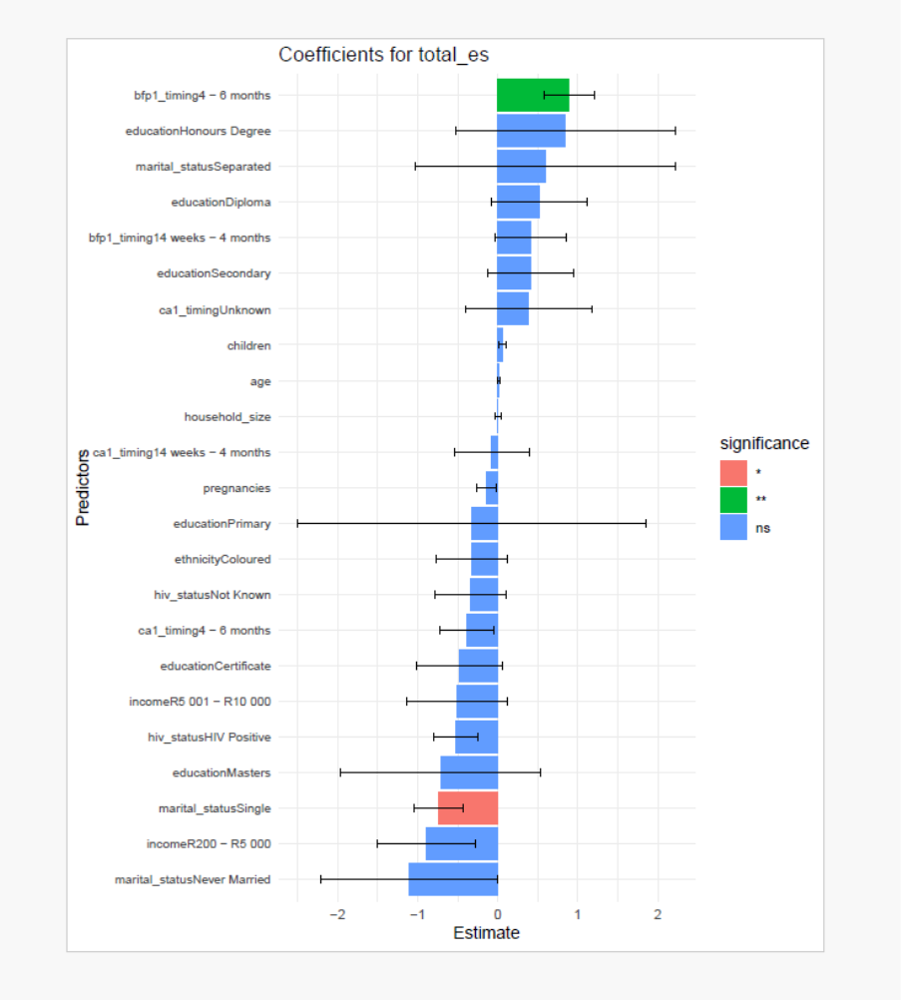 Coefficients for total_es
bfp1_timing4 − 6 months
educationHonours Degree
marital_statusSeparated
educationDiploma
bfp1_timing14 weeks − 4 months
educationSecondary
ca1_timingUnknown
children
age
household_size
ca1_timing14 weeks − 4 months
pregnancies
educationPrimary
ethnicityColoured
hiv_statusNot Known
ca1_timing4 − 6 months
educationCertificate
incomeR5 001 − R10 000
hiv_statusHIV Positive
educationMasters
marital_statusSingle
incomeR200 − R5 000
marital_statusNever Married
Predictors
−2 −1 0 1 2
Estimate
significance
*
**
ns